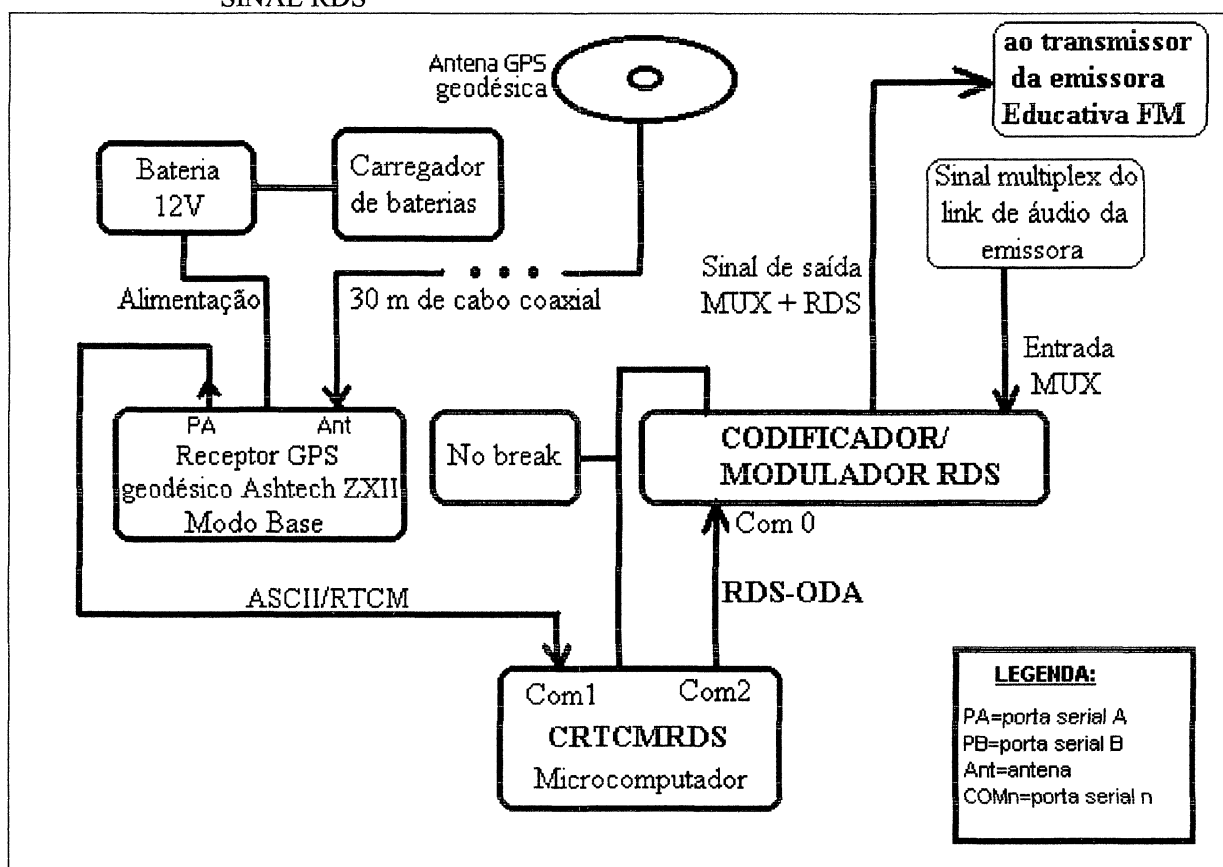 SINAL RDS
Antena GPS
geodésica
ao transmissor
da emissora
Educativa FM
Bateria
12V
Carregador
de baterias
Sinal multiplex do
link de áudio da
emissora
Alimentação
30 m de cabo coaxial
Sinal de saída
MUX + RDS
Entrada
MUX
PA
Ant
Receptor GPS
geodésico Ashtech ZXII
Modo Base
No break
CODIFICADOR/
MODULADOR RDS
Com 0
ASCII/RTCM
RDS-ODA
Com1
Com2
CRTCMRDS
Microcomputador
LEGENDA:
PA=porta serial A
PB=porta serial B
Ant=antena
COMn=porta serial n